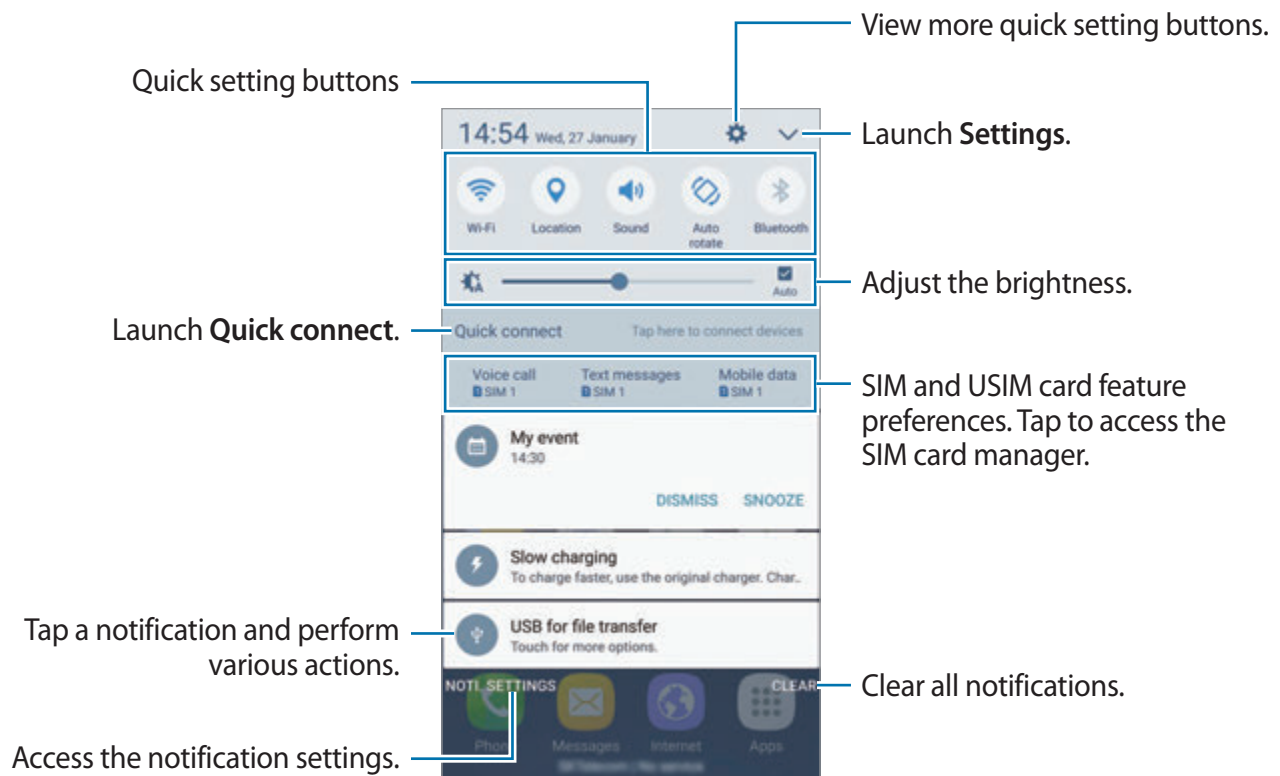 View more quick setting buttons.
Quick setting buttons
14:54 Wed, 27 January
Launch Settings.
Wi-Fi
Location
Sound
Auto
rotate
Bluetooth
Auto
Adjust the brightness.
Launch Quick connect.
Quick connect
Tap here to connect devices
Voice call
SIM 1
Text messages
SIM 1
Mobile data
SIM 1
SIM and USIM card feature
preferences. Tap to access the
SIM card manager.
My event
14:30
DISMISS SNOOZE
Slow charging
To charge faster, use the original charger. Char..
Tap a notification and perform
various actions.
USB for file transfer
Touch for more options.
NOTI. SETTINGS
CLEAR
Clear all notifications.
Phone
Messages
Internet
Apps
Access the notification settings.